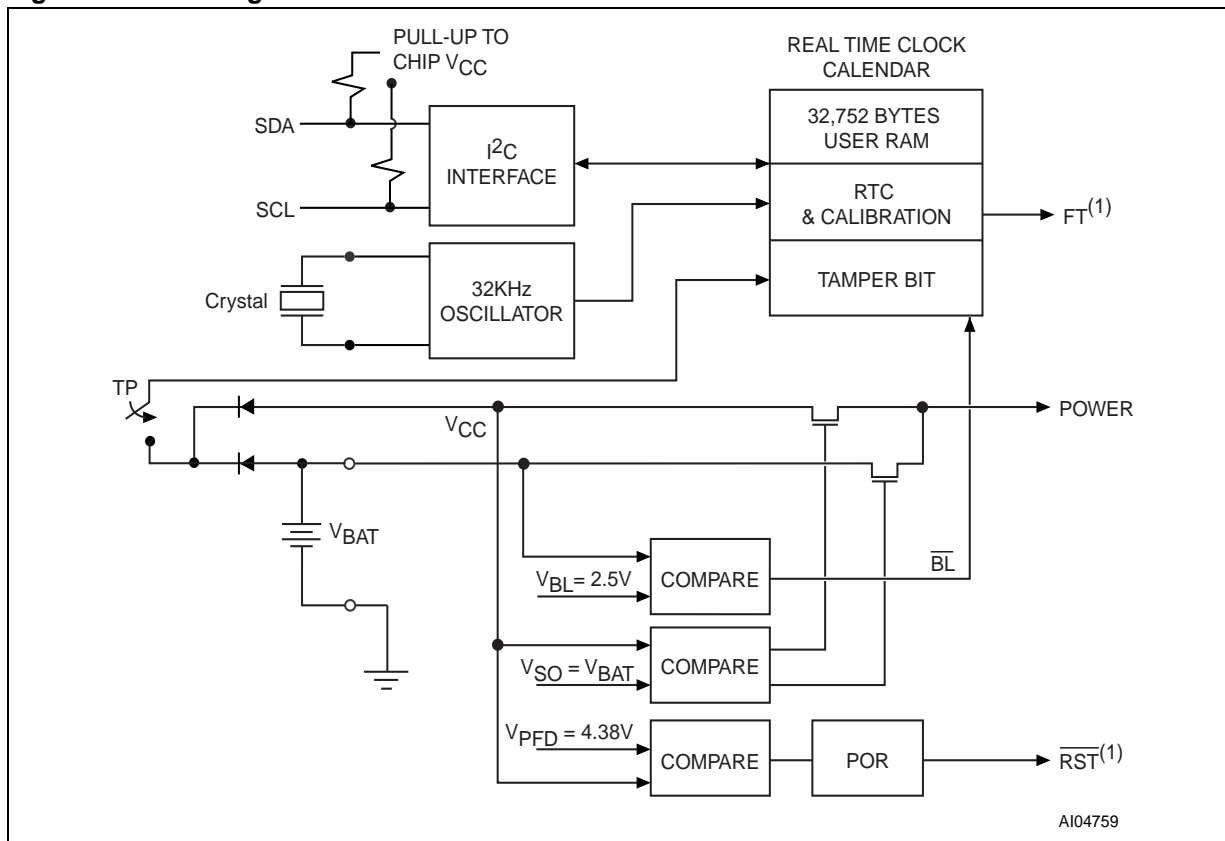 PULL-UP TO
CHIP VCC
REAL TIME CLOCK
CALENDAR
SDA
I2C
INTERFACE
SCL
32,752 BYTES
USER RAM
RTC
& CALIBRATION
FT(1)
TAMPER BIT
Crystal
32KHz
OSCILLATOR
TP
VCC
POWER
VBAT
VBL= 2.5V
COMPARE
BL
VSO = VBAT
COMPARE
VPFD = 4.38V
COMPARE
POR
RST(1)
AI04759